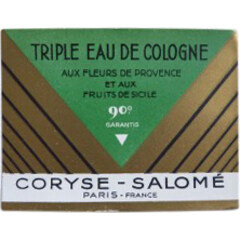 TRIPLE EAU DE COLOGNE
AUX FLEURS DE PROVENCE
ET AUX
FRUITS DE SICILE
90°
GARANTIS
CORYSE - SALOMÉ
PARIS - FRANCE